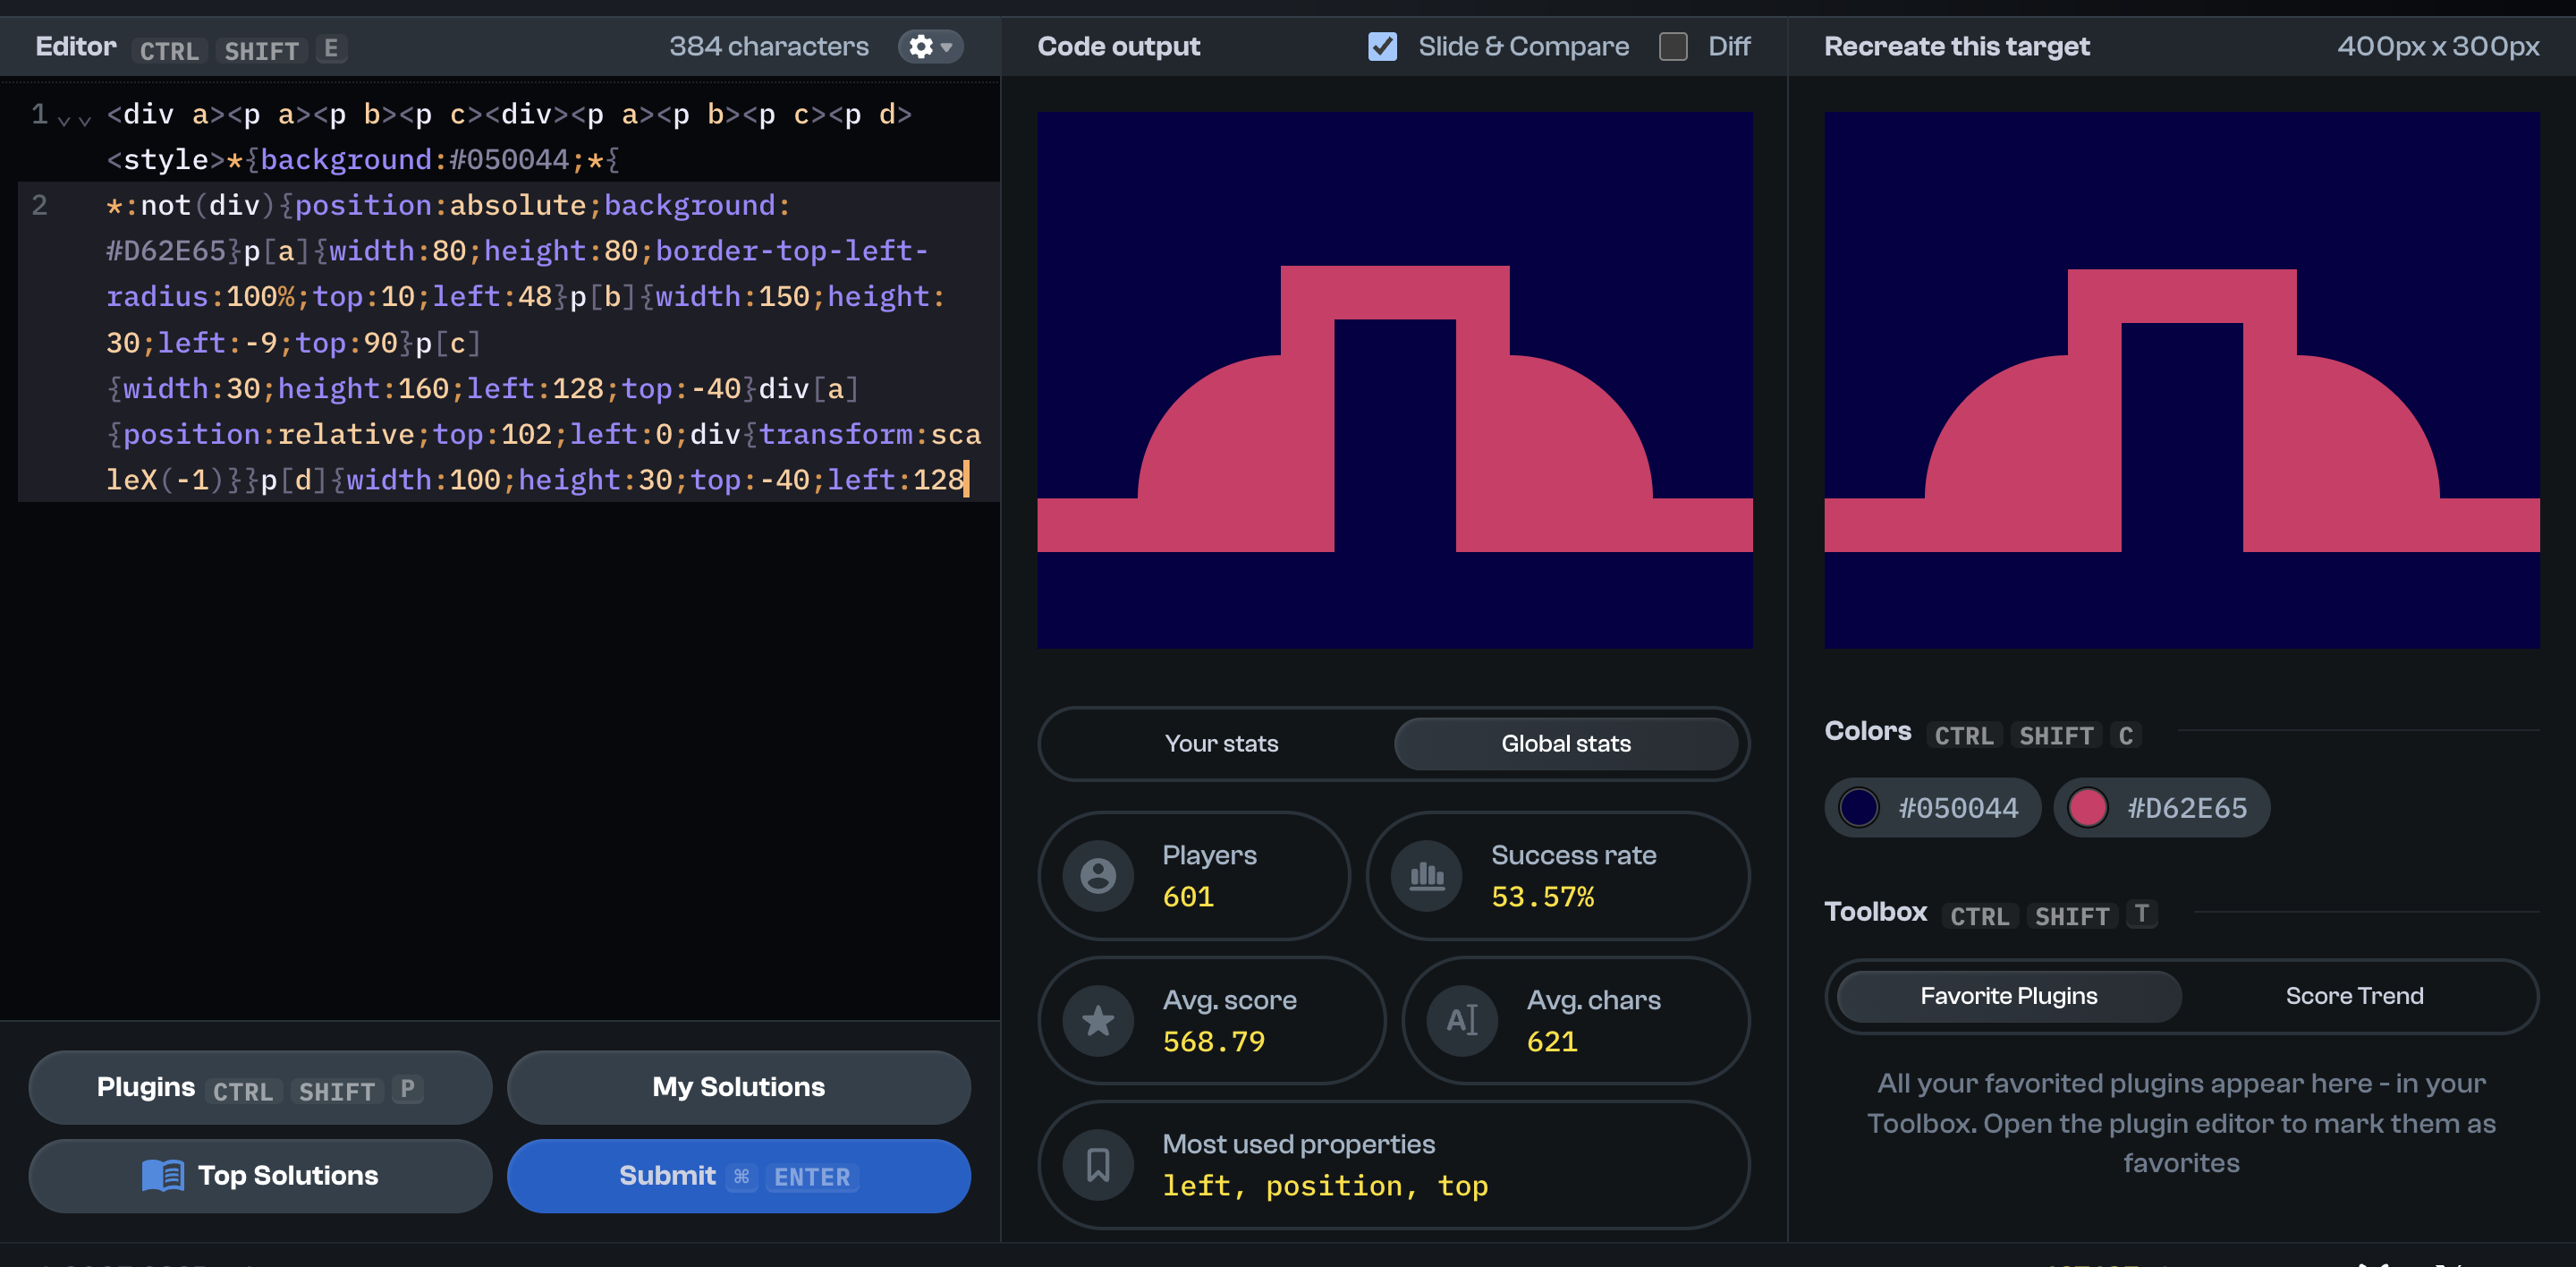 Editor CTRL SHIFT E 384 characters
Code output Slide & Compare Diff
Recreate this target 400px x 300px
1 <div a><p a><p b><p c><div><p a><p b><p c><p d>
<style>*{background:#050044;*{
2 *:not(div){position:absolute;background:
#D62E65}p[a]{width:80;height:80;border-top-left-
radius:100%;top:10;left:48}p[b]{width:150;height:
30;left:-9;top:90}p[c]
{width:30;height:160;left:128;top:-40}div[a]
{position:relative;top:102;left:0;div{transform:sca
leX(-1)}}p[d]{width:100;height:30;top:-40;left:128
Plugins CTRL SHIFT P
My Solutions
Top Solutions
Submit ⌘ ENTER
Your stats
Global stats
Players
601
Success rate
53.57%
Avg. score
568.79
Avg. chars
621
Most used properties
left, position, top
Colors CTRL SHIFT C
#050044
#D62E65
Toolbox CTRL SHIFT T
Favorite Plugins
Score Trend
All your favorited plugins appear here - in your
Toolbox. Open the plugin editor to mark them as
favorites